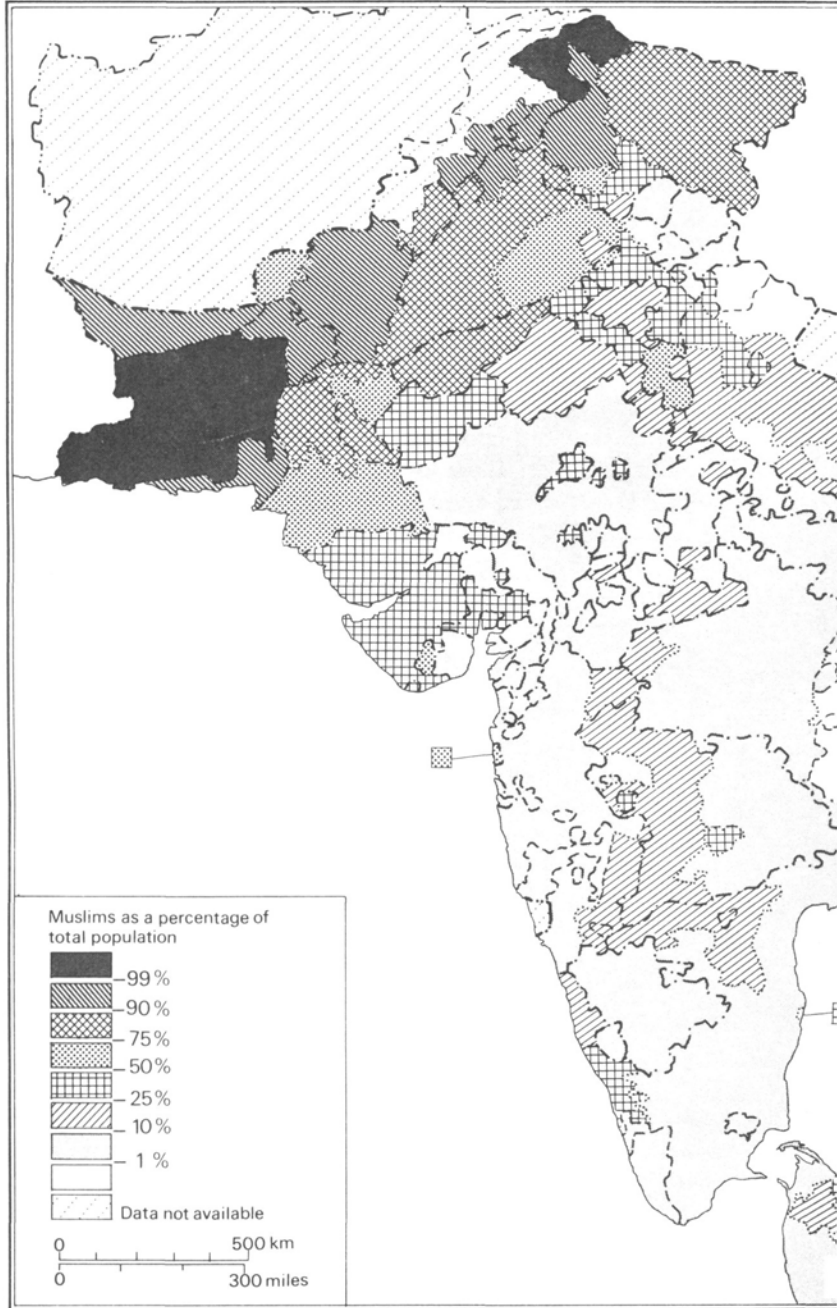 Muslims as a percentage of
total population
–99 %
–90 %
–75 %
–50 %
–25 %
–10 %
–1 %
Data not available
0 500 km
0 300 miles